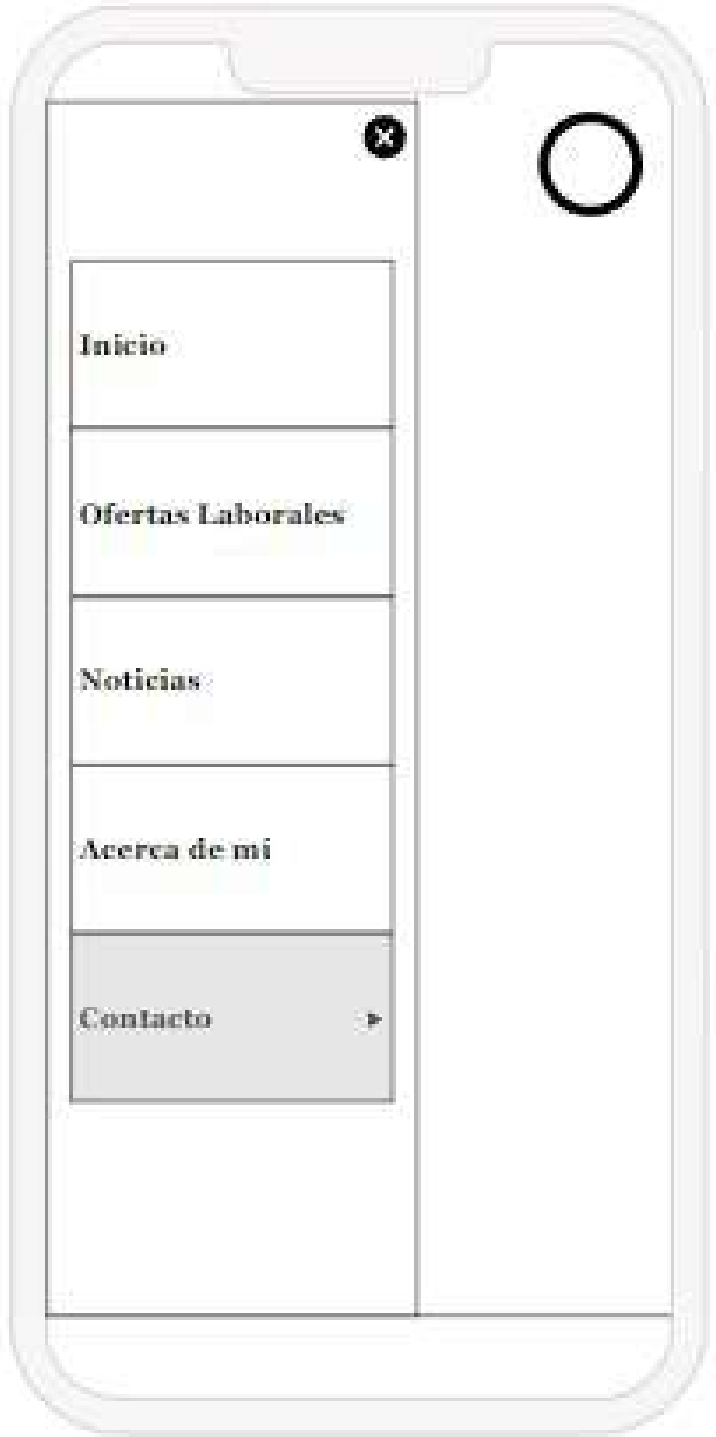 Inicio
Ofertas Laborales
Noticias
Acerca de mi
Contacto